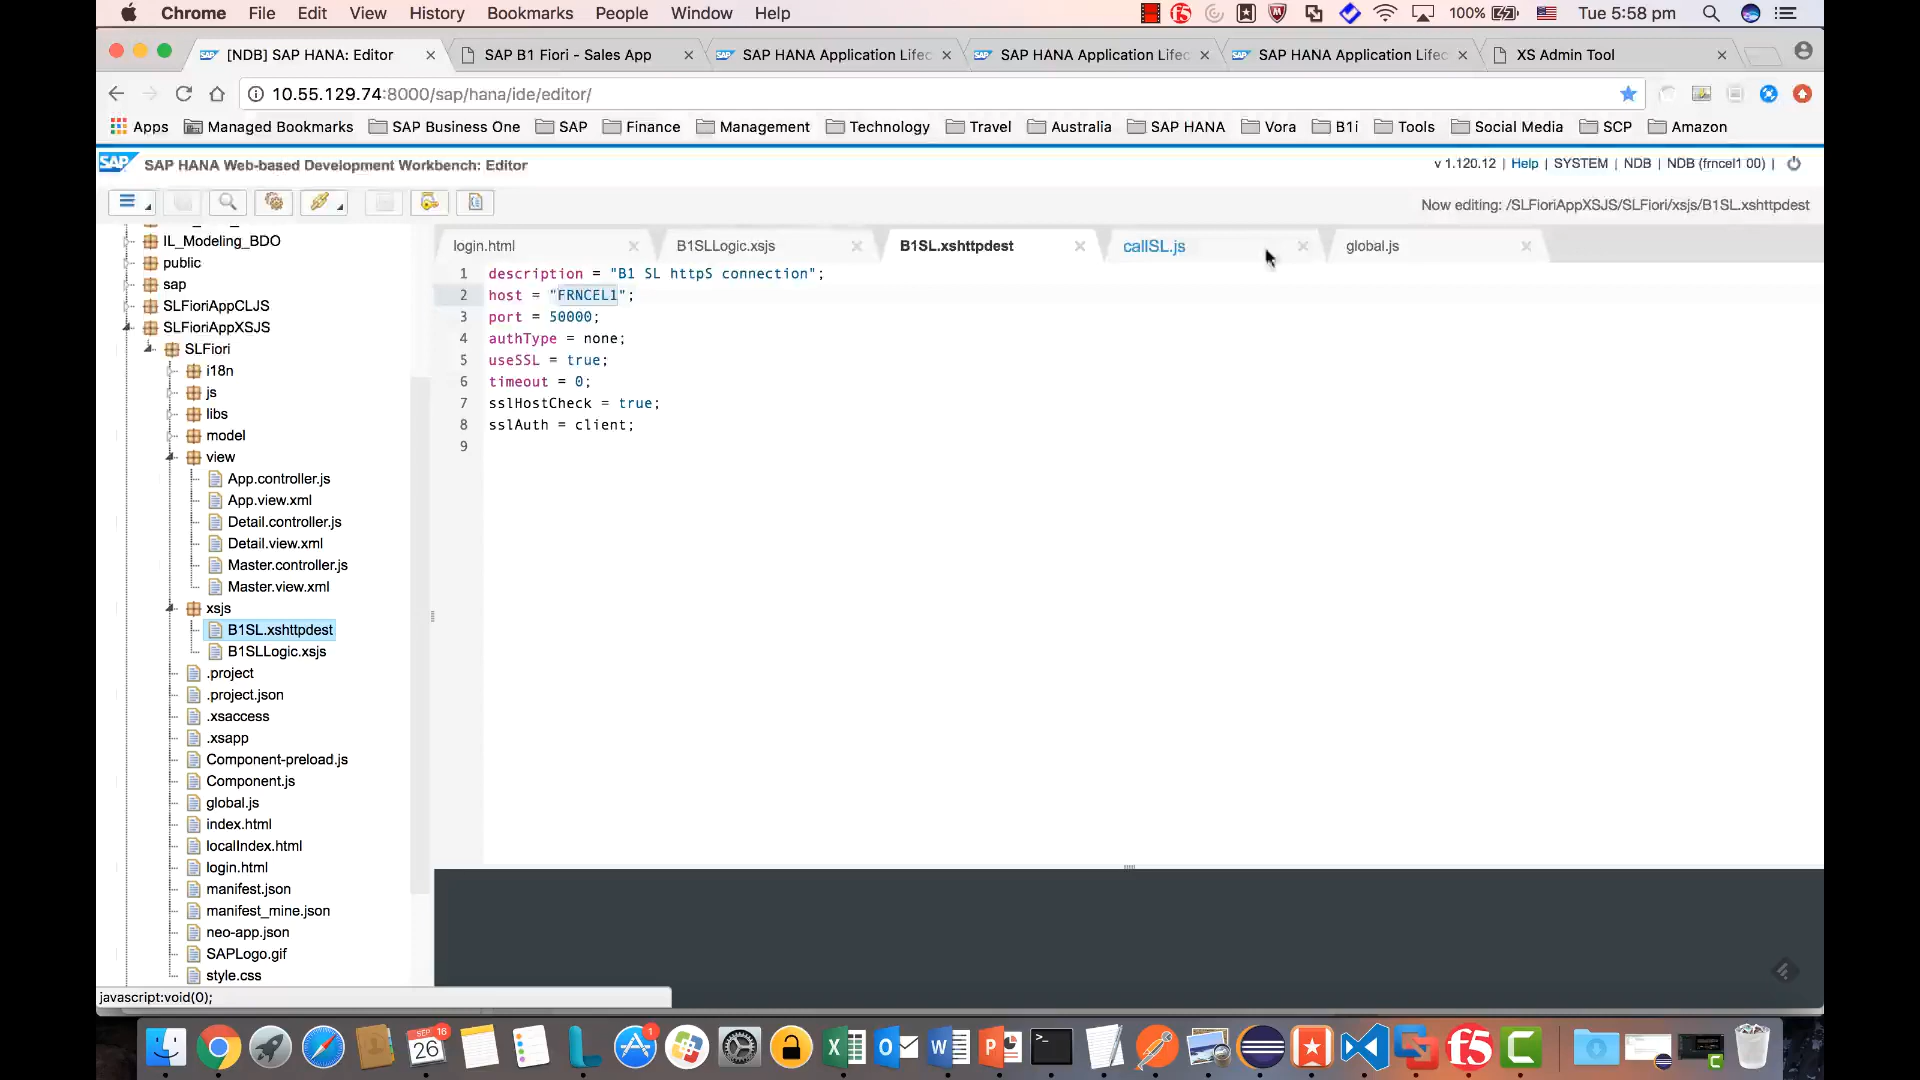 Chrome File Edit View History Bookmarks People Window Help 100% Tue 5:58 pm
[NDB] SAP HANA: Editor SAP B1 Fiori - Sales App SAP HANA Application Lifec SAP HANA Application Lifec SAP HANA Application Lifec XS Admin Tool
10.55.129.74:8000/sap/hana/ide/editor/
Apps Managed Bookmarks SAP Business One SAP Finance Management Technology Travel Australia SAP HANA Vora B1i Tools Social Media SCP Amazon
SAP SAP HANA Web-based Development Workbench: Editor v 1.120.12 | Help | SYSTEM | NDB | NDB (frncel1 00) |
Now editing: /SLFioriAppXSJS/SLFiori/xsjs/B1SL.xshttpdest
login.html B1SLLogic.xsjs B1SL.xshttpdest callSL.js global.js
IL_Modeling_BDO
public
sap
SLFioriAppCLJS
SLFioriAppXSJS
SLFiori
i18n
js
libs
model
view
App.controller.js
App.view.xml
Detail.controller.js
Detail.view.xml
Master.controller.js
Master.view.xml
xsjs
B1SL.xshttpdest
B1SLLogic.xsjs
.project
.project.json
.xsaccess
.xsapp
Component-preload.js
Component.js
global.js
index.html
localIndex.html
login.html
manifest.json
manifest_mine.json
neo-app.json
SAPLogo.gif
style.css
1 description = "B1 SL httpS connection";
2 host = "FRNCEL1";
3 port = 50000;
4 authType = none;
5 useSSL = true;
6 timeout = 0;
7 sslHostCheck = true;
8 sslAuth = client;
9
javascript:void(0);
SEP 16
26
1